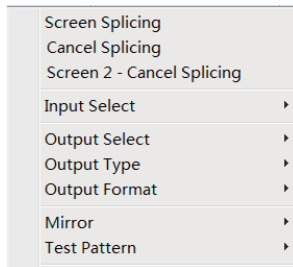 Screen Splicing
Cancel Splicing
Screen 2 - Cancel Splicing
Input Select
Output Select
Output Type
Output Format
Mirror
Test Pattern